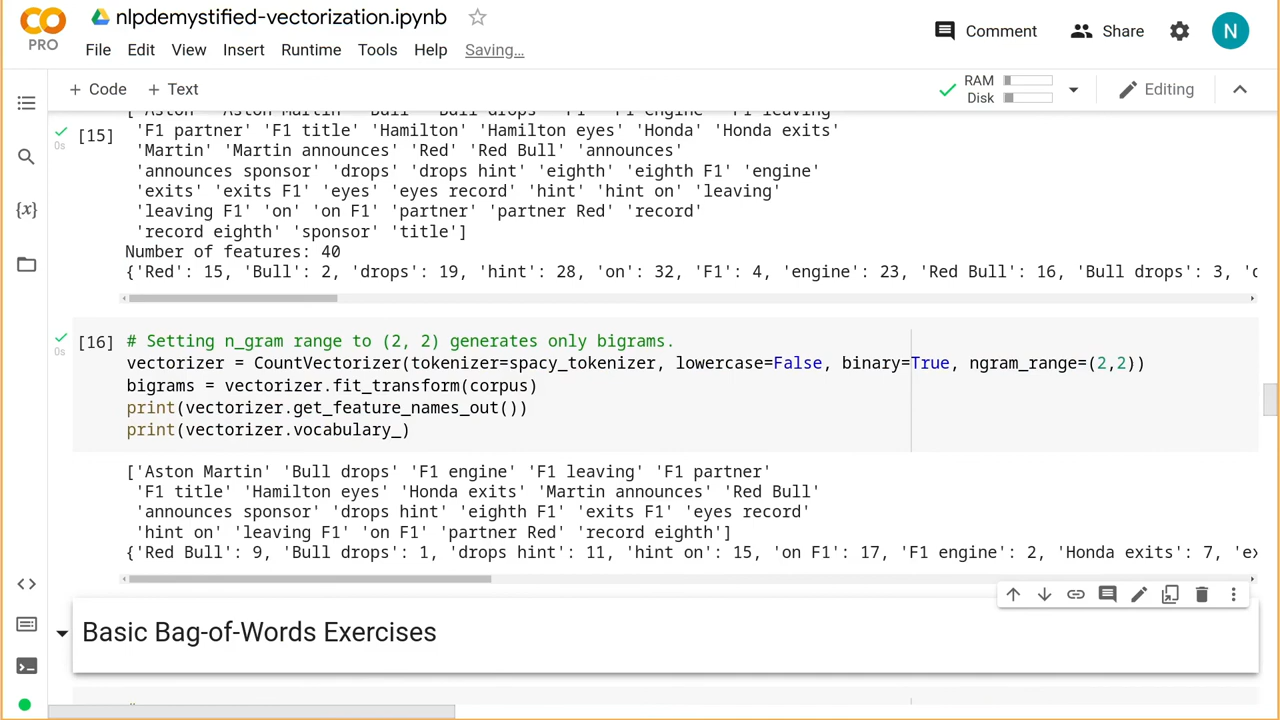 nlpdemystified-vectorization.ipynb
PRO
File Edit View Insert Runtime Tools Help Saving…
Comment
Share
N
+ Code + Text
RAM
Disk
Editing
[15]
['Aston' 'Aston Martin' 'Bull' 'Bull drops' 'F1' 'F1 engine' 'F1 leaving'
'F1 partner' 'F1 title' 'Hamilton' 'Hamilton eyes' 'Honda' 'Honda exits'
'Martin' 'Martin announces' 'Red' 'Red Bull' 'announces'
'announces sponsor' 'drops' 'drops hint' 'eighth' 'eighth F1' 'engine'
'exits' 'exits F1' 'eyes' 'eyes record' 'hint' 'hint on' 'leaving'
'leaving F1' 'on' 'on F1' 'partner' 'partner Red' 'record'
'record eighth' 'sponsor' 'title']
Number of features: 40
{'Red': 15, 'Bull': 2, 'drops': 19, 'hint': 28, 'on': 32, 'F1': 4, 'engine': 23, 'Red Bull': 16, 'Bull drops': 3,
0s
[16]
# Setting n_gram range to (2, 2) generates only bigrams.
vectorizer = CountVectorizer(tokenizer=spacy_tokenizer, lowercase=False, binary=True, ngram_range=(2,2))
bigrams = vectorizer.fit_transform(corpus)
print(vectorizer.get_feature_names_out())
print(vectorizer.vocabulary_)
0s
['Aston Martin' 'Bull drops' 'F1 engine' 'F1 leaving' 'F1 partner'
'F1 title' 'Hamilton eyes' 'Honda exits' 'Martin announces' 'Red Bull'
'announces sponsor' 'drops hint' 'eighth F1' 'exits F1' 'eyes record'
'hint on' 'leaving F1' 'on F1' 'partner Red' 'record eighth']
{'Red Bull': 9, 'Bull drops': 1, 'drops hint': 11, 'hint on': 15, 'on F1': 17, 'F1 engine': 2, 'Honda exits': 7, 'ex
Basic Bag-of-Words Exercises